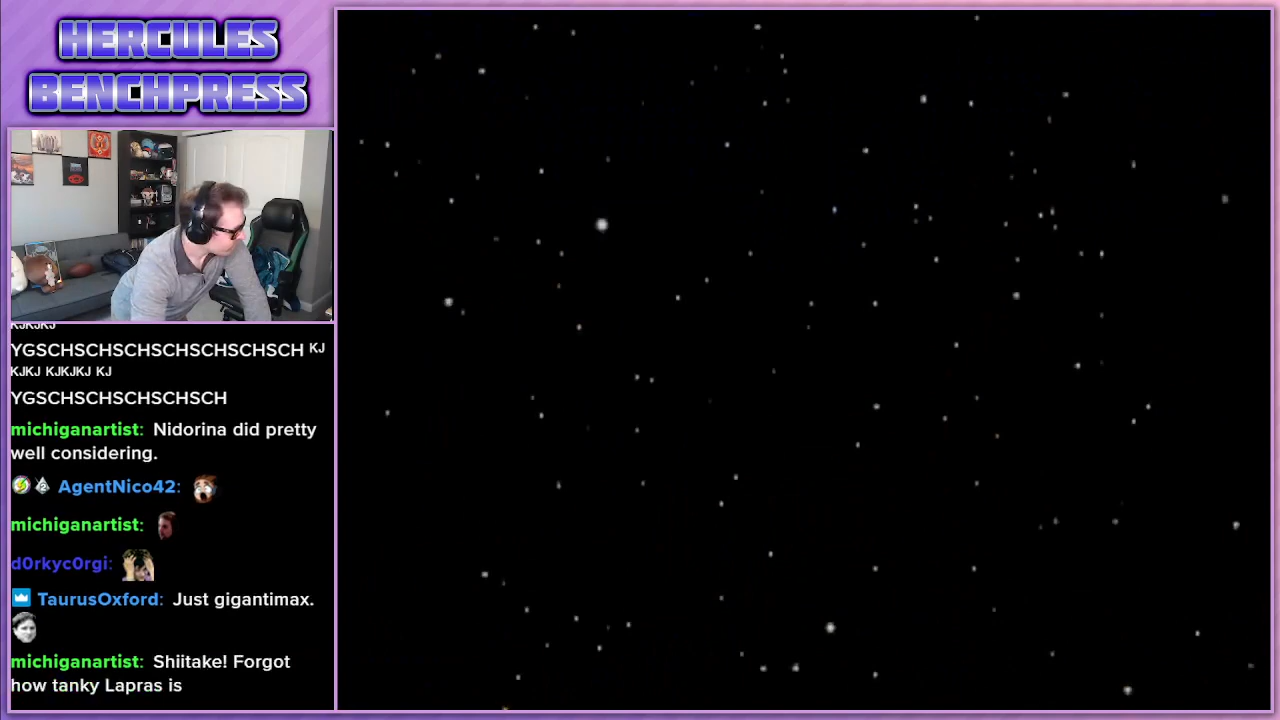 HERCULES
BENCHPRESS
KJKJKJ
YGSCHSCHSCHSCHSCHSCHSCH KJ
KJKJ KJKJKJ KJ
YGSCHSCHSCHSCHSCH
michiganartist: Nidorina did pretty
well considering.
AgentNico42:
michiganartist:
d0rkyc0rgi:
TaurusOxford: Just gigantimax.
michiganartist: Shiitake! Forgot
how tanky Lapras is